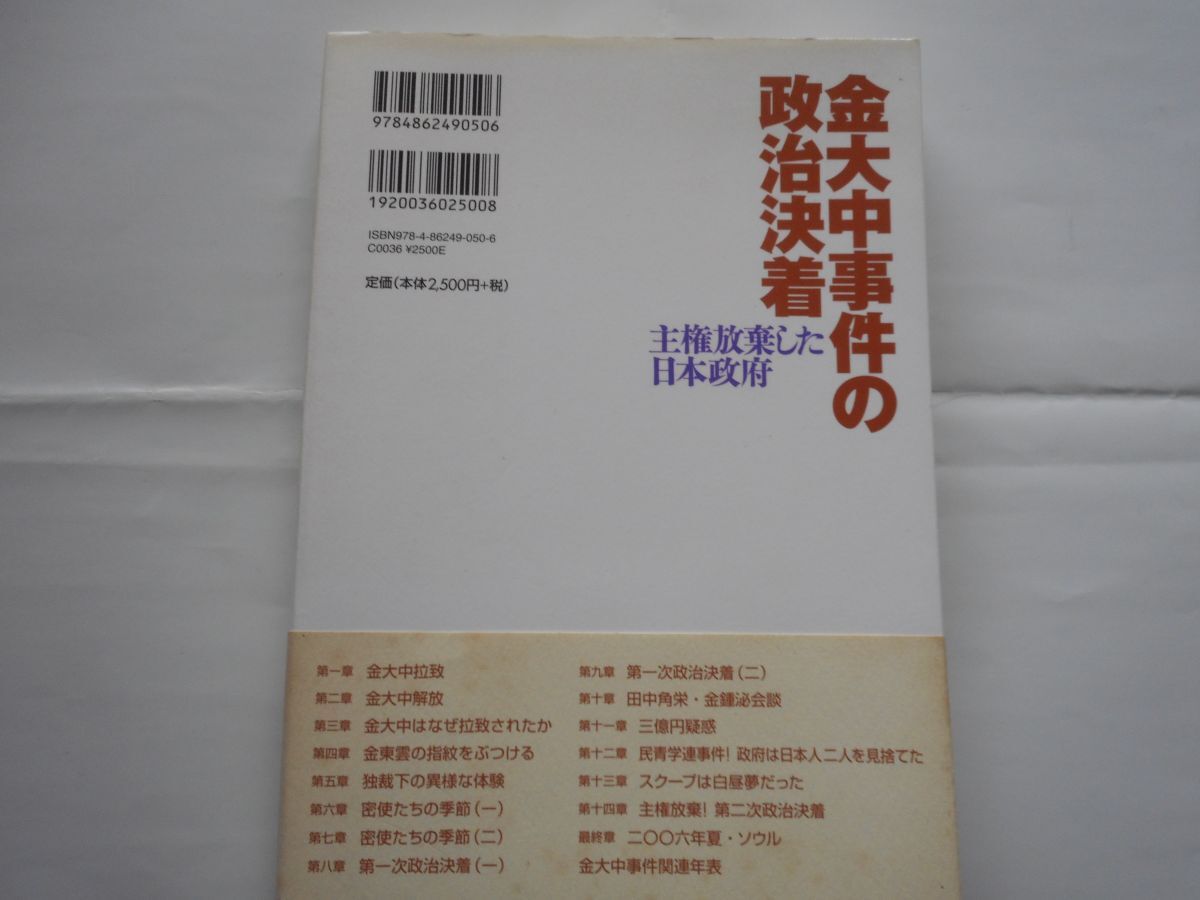 金大中事件の
政治決着
主権放棄した
日本政府
9784862490506
1920036025008
ISBN978-4-86249-050-6
C0036 ¥2500E
定価(本体2,500円+税)
第一章 金大中拉致
第二章 金大中解放
第三章 金大中はなぜ拉致されたか
第四章 金東雲の指紋をぶつける
第五章 独裁下の異様な体験
第六章 密使たちの季節(一)
第七章 密使たちの季節(二)
第八章 第一次政治決着(一)
第九章 第一次政治決着(二)
第十章 田中角栄・金鍾泌会談
第十一章 三億円疑惑
第十二章 民青学連事件! 政府は日本人二人を見捨てた
第十三章 スクープは白昼夢だった
第十四章 主権放棄! 第二次政治決着
最終章 二〇〇六年夏・ソウル
金大中事件関連年表